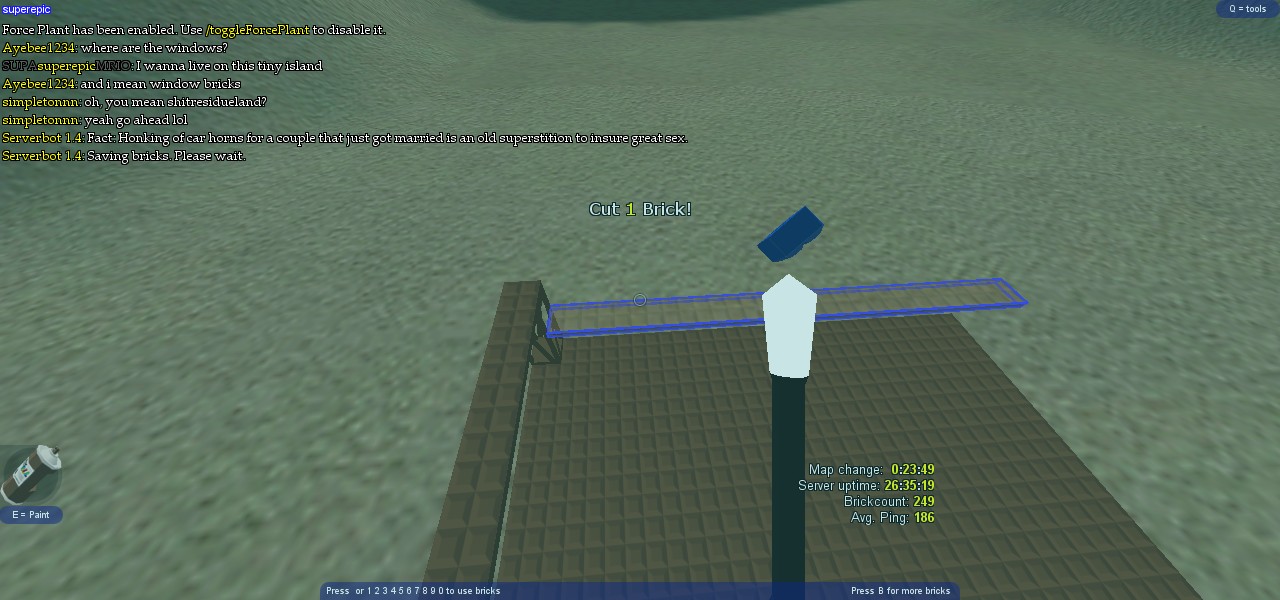 superepic
Q = tools
Force Plant has been enabled. Use /toggleForcePlant to disable it.
Ayebee1234: where are the windows?
SUPAsuperepicMRIO: I wanna live on this tiny island
Ayebee1234: and i mean window bricks
simpletonnn: oh, you mean shitresidueland?
simpletonnn: yeah go ahead lol
Serverbot 1.4: Fact: Honking of car horns for a couple that just got married is an old superstition to insure great sex.
Serverbot 1.4: Saving bricks. Please wait.
Cut 1 Brick!
Map change: 0:23:49
Server uptime: 26:35:19
Brickcount: 249
Avg. Ping: 186
E = Paint
Press or 1 2 3 4 5 6 7 8 9 0 to use bricks
Press B for more bricks